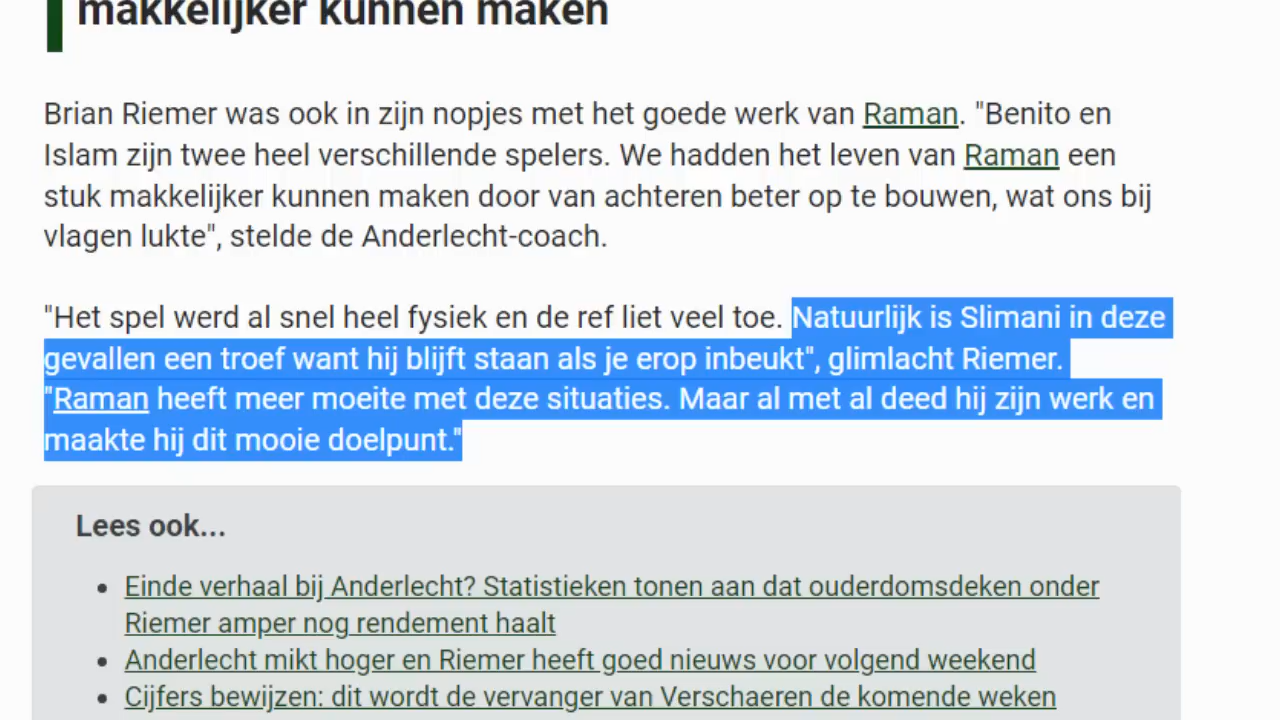 makkelijker kunnen maken
Brian Riemer was ook in zijn nopjes met het goede werk van Raman. "Benito en
Islam zijn twee heel verschillende spelers. We hadden het leven van Raman een
stuk makkelijker kunnen maken door van achteren beter op te bouwen, wat ons bij
vlagen lukte", stelde de Anderlecht-coach.
"Het spel werd al snel heel fysiek en de ref liet veel toe. Natuurlijk is Slimani in deze
gevallen een troef want hij blijft staan als je erop inbeukt", glimlacht Riemer.
"Raman heeft meer moeite met deze situaties. Maar al met al deed hij zijn werk en
maakte hij dit mooie doelpunt."
Lees ook...
Einde verhaal bij Anderlecht? Statistieken tonen aan dat ouderdomsdeken onder
Riemer amper nog rendement haalt
Anderlecht mikt hoger en Riemer heeft goed nieuws voor volgend weekend
Cijfers bewijzen: dit wordt de vervanger van Verschaeren de komende weken